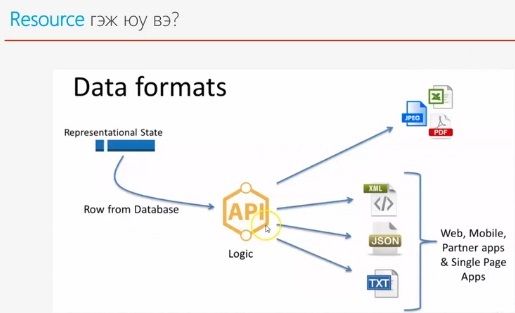 Resource гэж юу вэ?
Data formats
Representational State
Row from Database
API
Logic
JPEG
PDF
XML
</>
JSON
TXT
Web, Mobile,
Partner apps
& Single Page
Apps